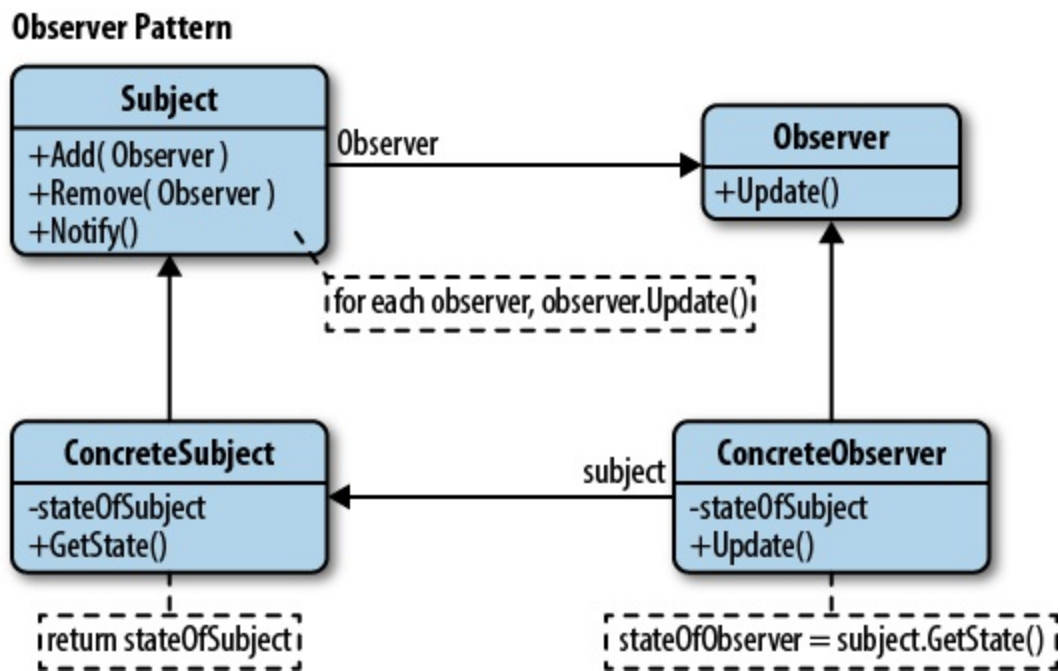 Observer Pattern
Subject
+Add( Observer )
+Remove( Observer )
+Notify()
Observer
Observer
+Update()
for each observer, observer.Update()
ConcreteSubject
-stateOfSubject
+GetState()
subject
ConcreteObserver
-stateOfSubject
+Update()
return stateOfSubject
stateOfObserver = subject.GetState()